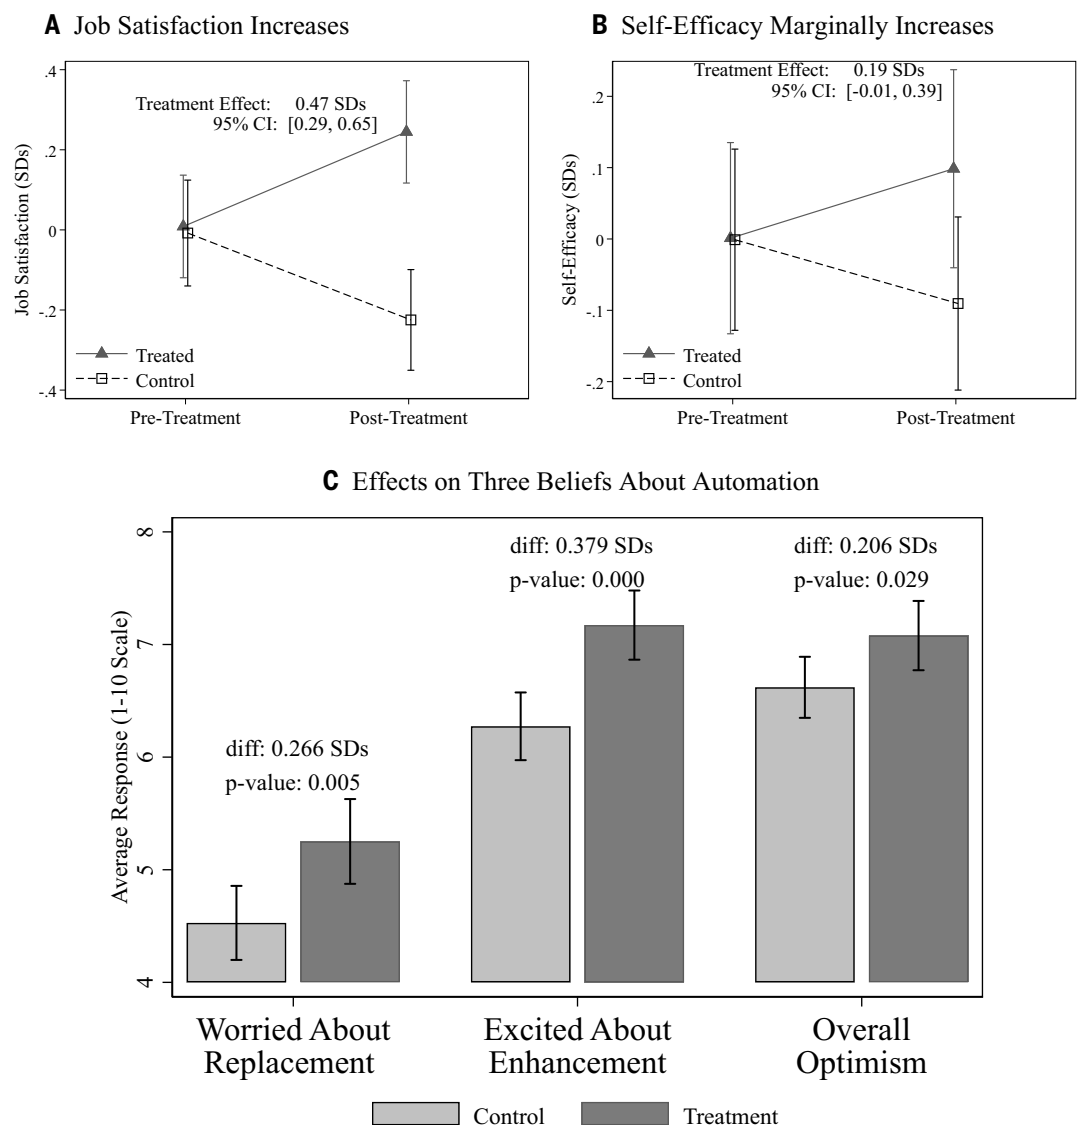 A Job Satisfaction Increases
Job Satisfaction (SDs)
.4
.2
0
-.2
-.4
Treatment Effect: 0.47 SDs
95% CI: [0.29, 0.65]
Treated
Control
Pre-Treatment
Post-Treatment
B Self-Efficacy Marginally Increases
Self-Efficacy (SDs)
.2
.1
0
-.1
-.2
Treatment Effect: 0.19 SDs
95% CI: [-0.01, 0.39]
Treated
Control
Pre-Treatment
Post-Treatment
C Effects on Three Beliefs About Automation
Average Response (1-10 Scale)
8
7
6
5
4
diff: 0.266 SDs
p-value: 0.005
diff: 0.379 SDs
p-value: 0.000
diff: 0.206 SDs
p-value: 0.029
Worried About
Replacement
Excited About
Enhancement
Overall
Optimism
Control
Treatment